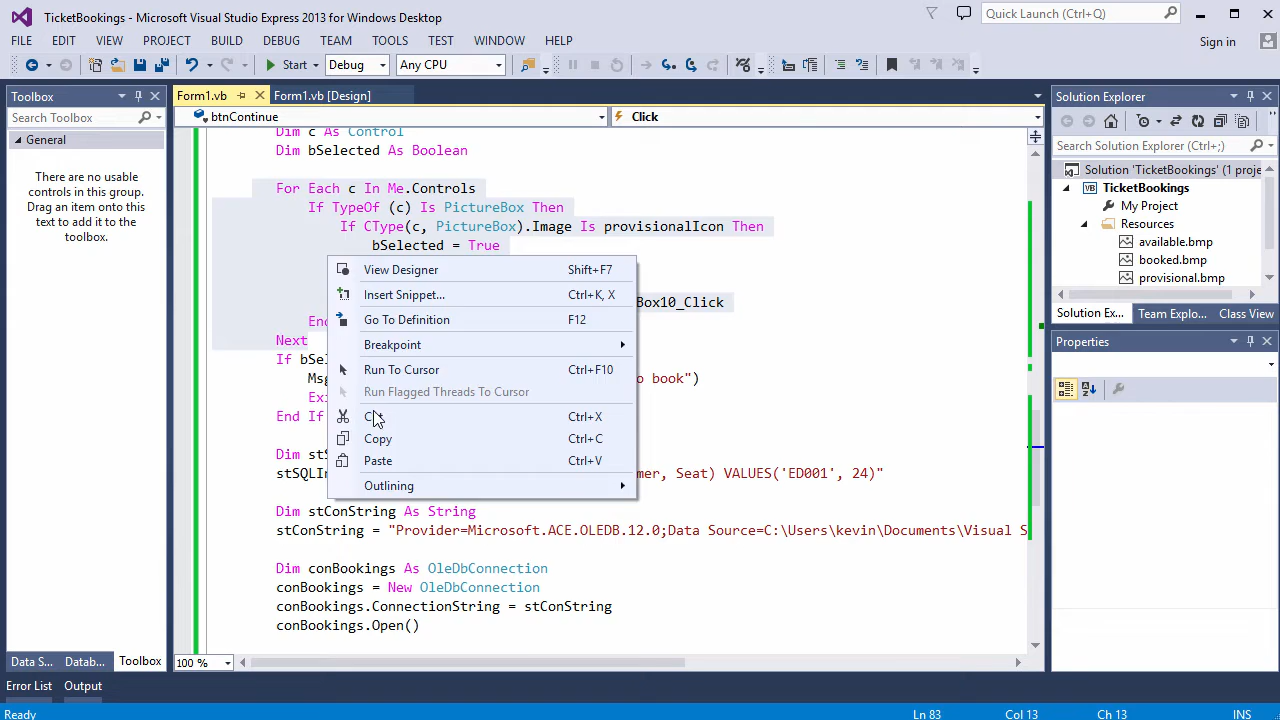 TicketBookings - Microsoft Visual Studio Express 2013 for Windows Desktop
Quick Launch (Ctrl+Q)
FILE EDIT VIEW PROJECT BUILD DEBUG TEAM TOOLS TEST WINDOW HELP
Sign in
Start Debug Any CPU
Toolbox
Search Toolbox
General
There are no usable
controls in this group.
Drag an item onto this
text to add it to the
toolbox.
Data S... Datab... Toolbox
Form1.vb Form1.vb [Design]
btnContinue Click
Dim c As Control
Dim bSelected As Boolean
For Each c In Me.Controls
If TypeOf (c) Is PictureBox Then
If CType(c, PictureBox).Image Is provisionalIcon Then
bSelected = True
Box10_Click
End
Next
If bSel
Msg o book")
Exi
End If
Dim stS
stSQLIn mer, Seat) VALUES('ED001', 24)"
Dim stConString As String
stConString = "Provider=Microsoft.ACE.OLEDB.12.0;Data Source=C:\Users\kevin\Documents\Visual S
Dim conBookings As OleDbConnection
conBookings = New OleDbConnection
conBookings.ConnectionString = stConString
conBookings.Open()
100 %
View Designer Shift+F7
Insert Snippet... Ctrl+K, X
Go To Definition F12
Breakpoint
Run To Cursor Ctrl+F10
Run Flagged Threads To Cursor
Ctrl+X
Copy Ctrl+C
Paste Ctrl+V
Outlining
Solution Explorer
Search Solution Explorer (Ctrl+;)
Solution 'TicketBookings' (1 proje
TicketBookings
My Project
Resources
available.bmp
booked.bmp
provisional.bmp
Solution Ex... Team Explo... Class View
Properties
Error List Output
Ready Ln 83 Col 13 Ch 13 INS